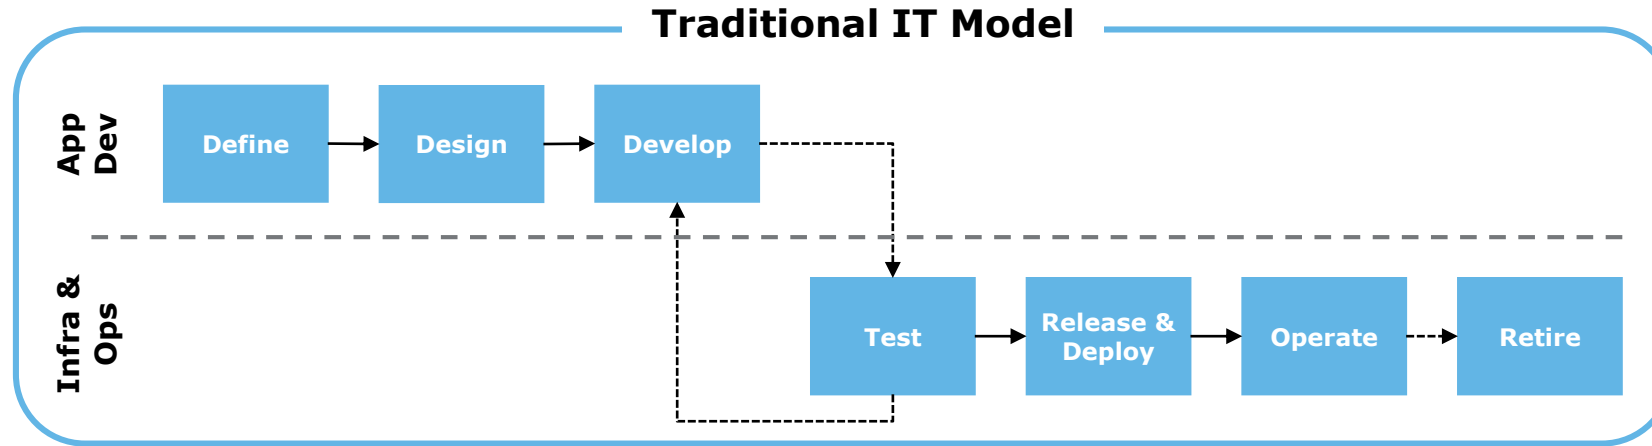 Traditional IT Model
App
Dev
Define
Design
Develop
Infra &
Ops
Test
Release &
Deploy
Operate
Retire